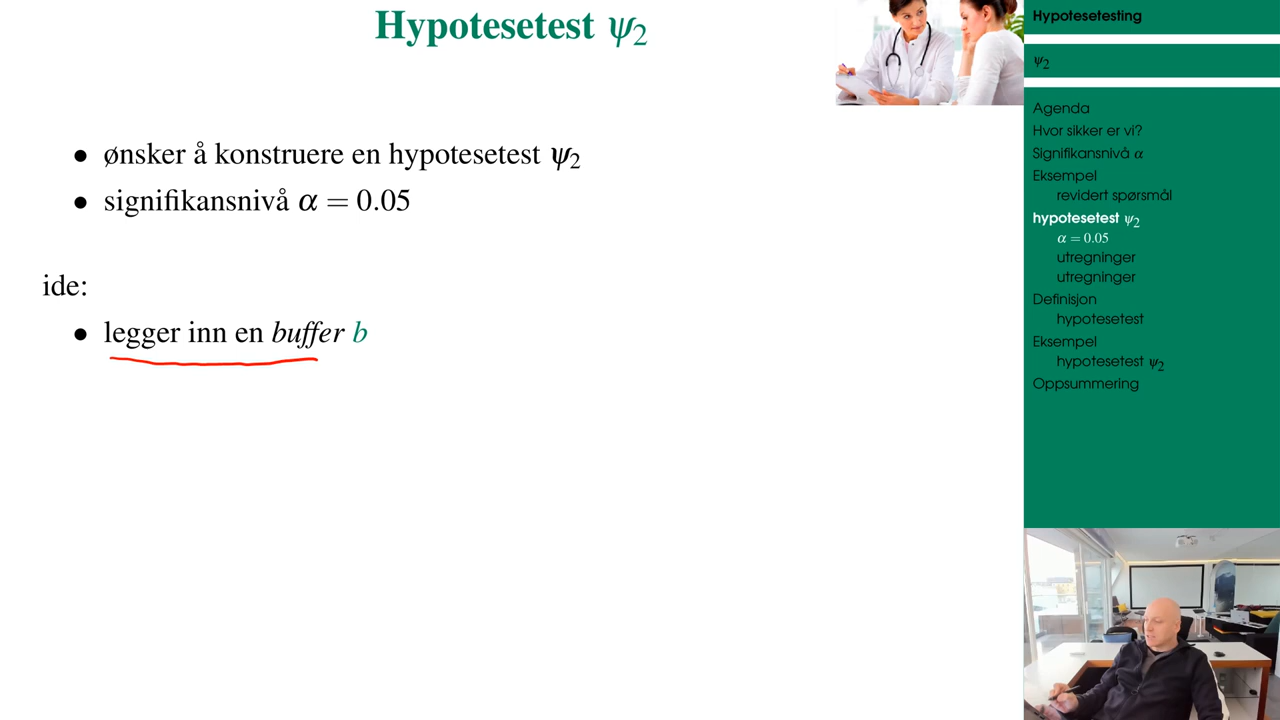 Hypotesetest ψ2
• ønsker å konstruere en hypotesetest ψ2
• signifikansnivå α = 0.05
ide:
• legger inn en buffer b
Hypotesetesting
ψ2
Agenda
Hvor sikker er vi?
Signifikansnivå α
Eksempel
revidert spørsmål
hypotesetest ψ2
α = 0.05
utregninger
utregninger
Definisjon
hypotesetest
Eksempel
hypotesetest ψ2
Oppsummering